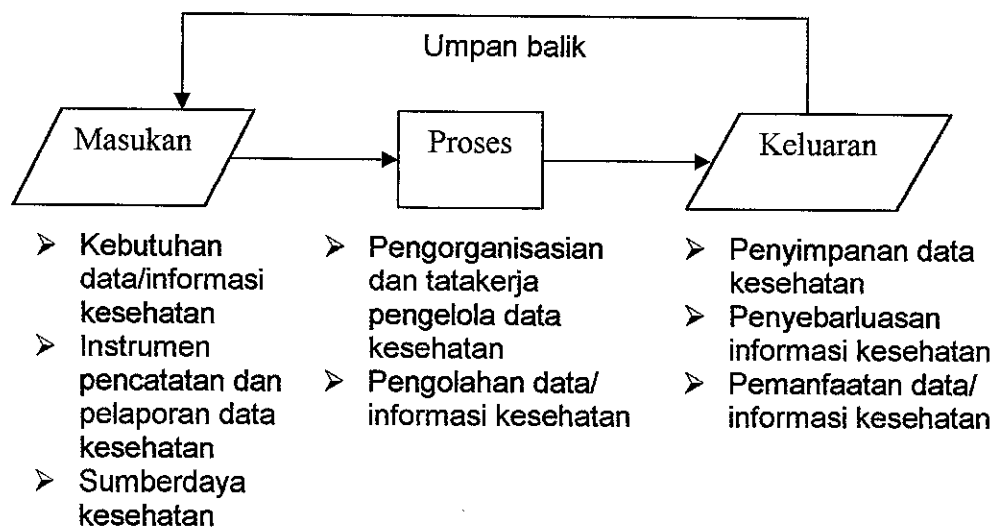 Umpan balik
Masukan
Proses
Keluaran
➢ Kebutuhan
data/informasi
kesehatan
➢ Instrumen
pencatatan dan
pelaporan data
kesehatan
➢ Sumberdaya
kesehatan
➢ Pengorganisasian
dan tatakerja
pengelola data
kesehatan
➢ Pengolahan data/
informasi kesehatan
➢ Penyimpanan data
kesehatan
➢ Penyebarluasan
informasi kesehatan
➢ Pemanfaatan data/
informasi kesehatan